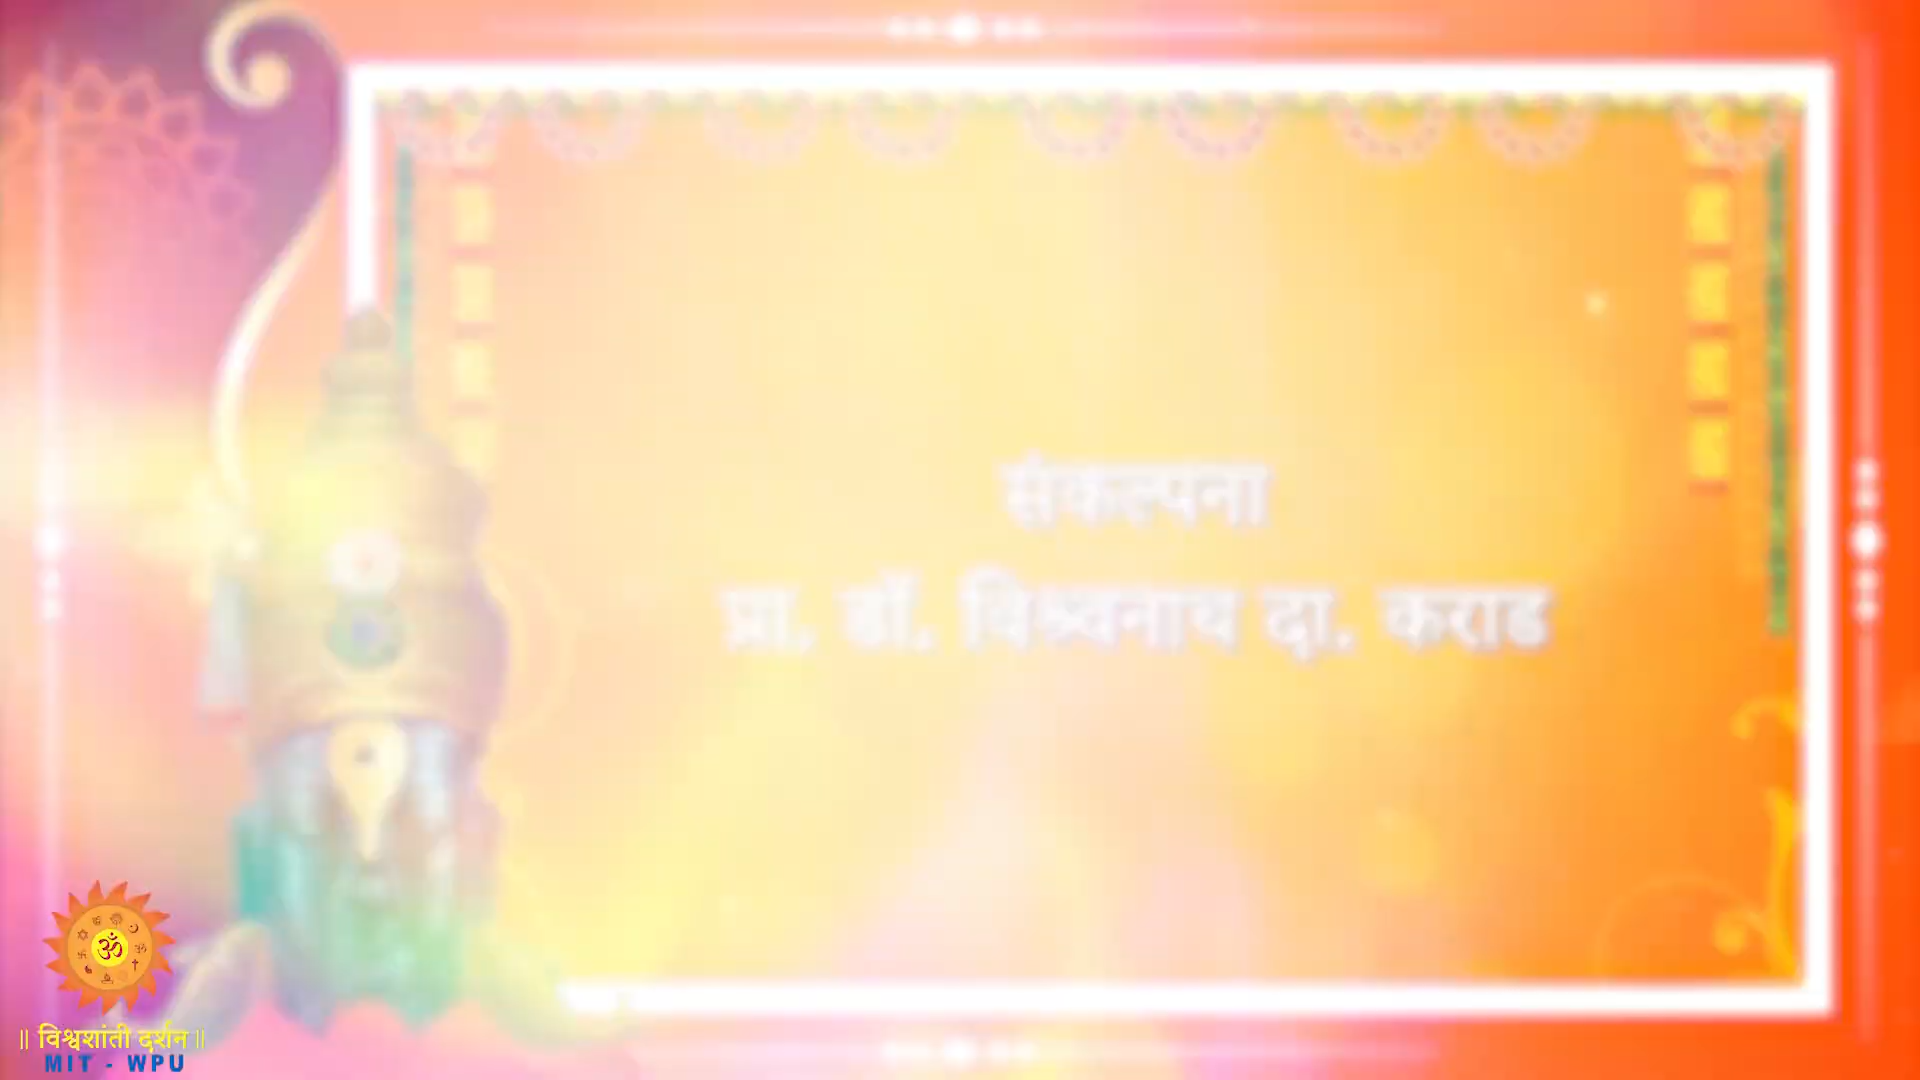 संकल्पना
प्रा. डॉ. विश्वनाथ दा. कराड
॥ विश्वशांती दर्शन ॥
MIT - WPU